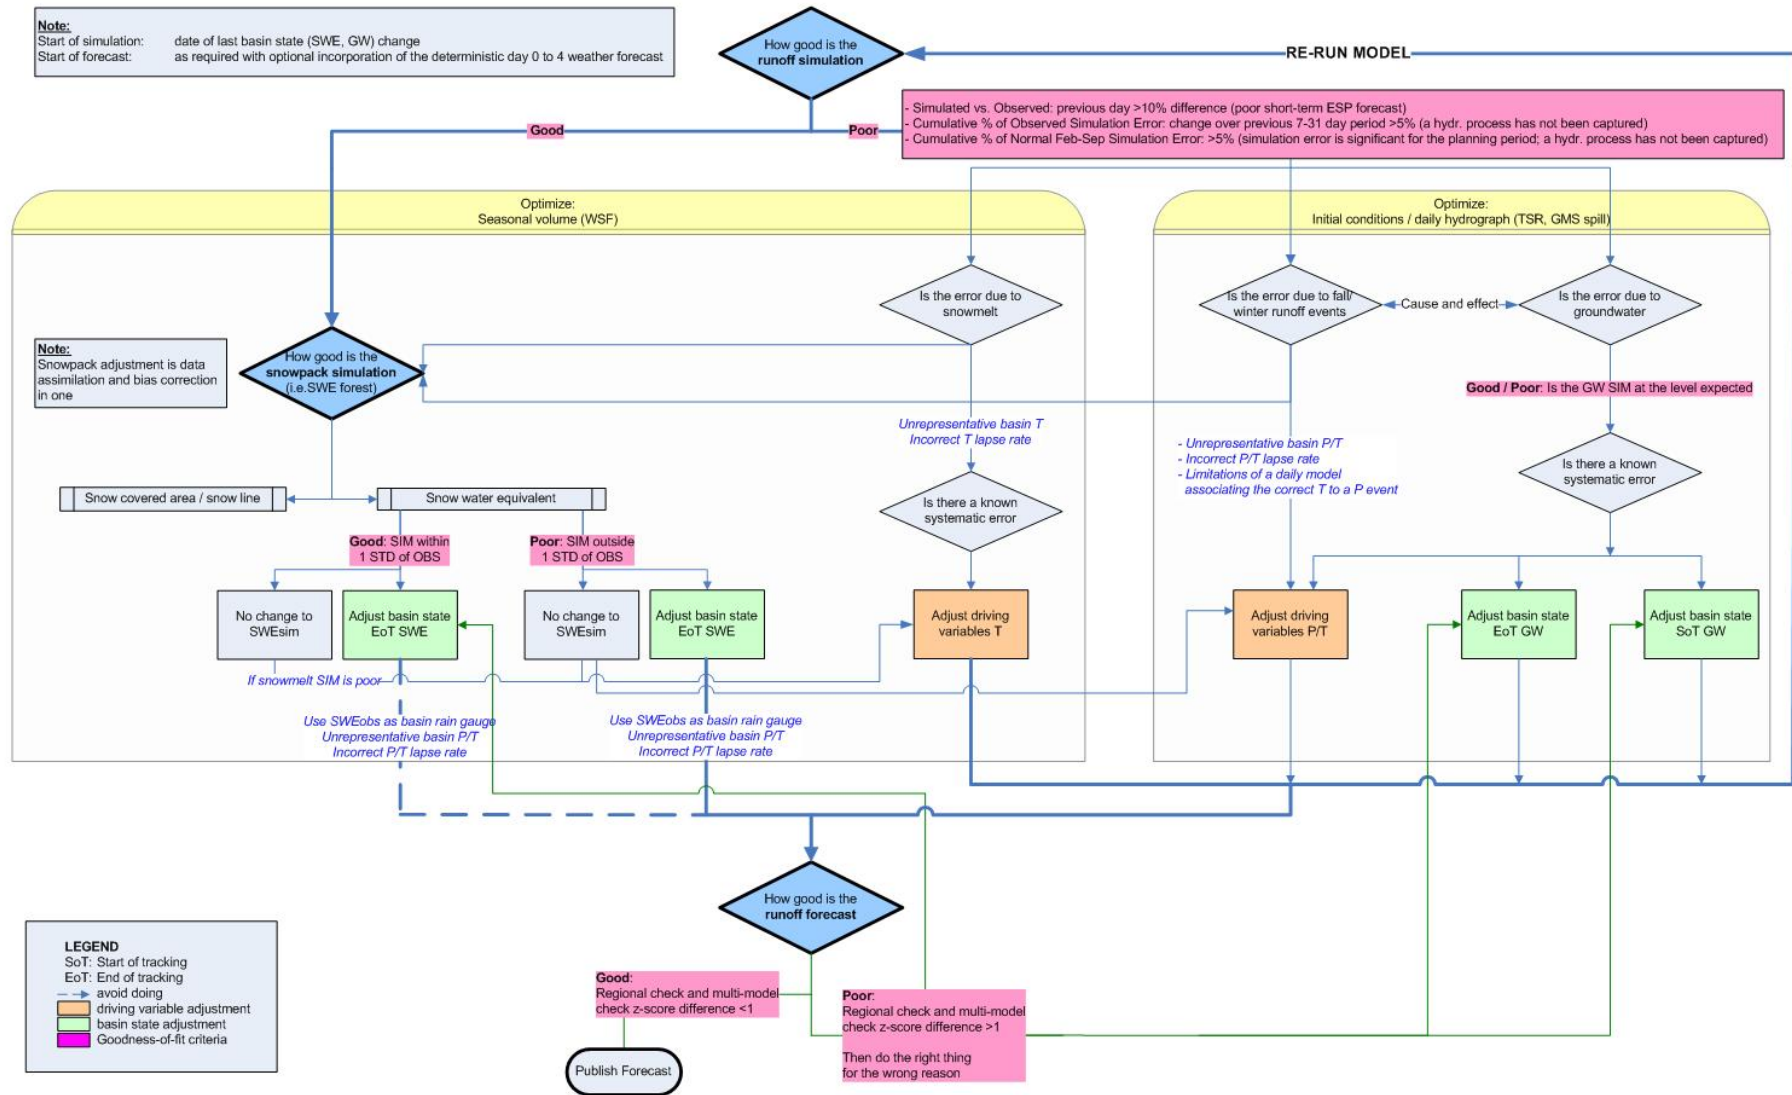 Note:
Start of simulation: date of last basin state (SWE, GW) change
Start of forecast: as required with optional incorporation of the deterministic day 0 to 4 weather forecast
How good is the
runoff simulation
RE-RUN MODEL
Good
Poor
- Simulated vs. Observed: previous day >10% difference (poor short-term ESP forecast)
- Cumulative % of Observed Simulation Error: change over previous 7-31 day period >5% (a hydr. process has not been captured)
- Cumulative % of Normal Feb-Sep Simulation Error: >5% (simulation error is significant for the planning period; a hydr. process has not been captured)
Optimize:
Seasonal volume (WSF)
Optimize:
Initial conditions / daily hydrograph (TSR, GMS spill)
Is the error due to
snowmelt
Is the error due to fall/
winter runoff events
Cause and effect
Is the error due to
groundwater
Note:
Snowpack adjustment is data
assimilation and bias correction
in one
How good is the
snowpack simulation
(i.e.SWE forest)
Good / Poor: Is the GW SIM at the level expected
Unrepresentative basin T
Incorrect T lapse rate
- Unrepresentative basin P/T
- Incorrect P/T lapse rate
- Limitations of a daily model
associating the correct T to a P event
Is there a known
systematic error
Snow covered area / snow line
Snow water equivalent
Is there a known
systematic error
Good: SIM within
1 STD of OBS
Poor: SIM outside
1 STD of OBS
No change to
SWEsim
Adjust basin state
EoT SWE
No change to
SWEsim
Adjust basin state
EoT SWE
Adjust driving
variables T
Adjust driving
variables P/T
Adjust basin state
EoT GW
Adjust basin state
SoT GW
If snowmelt SIM is poor
Use SWEobs as basin rain gauge
Unrepresentative basin P/T
Incorrect P/T lapse rate
Use SWEobs as basin rain gauge
Unrepresentative basin P/T
Incorrect P/T lapse rate
How good is the
runoff forecast
LEGEND
SoT: Start of tracking
EoT: End of tracking
avoid doing
driving variable adjustment
basin state adjustment
Goodness-of-fit criteria
Good:
Regional check and multi-model
check z-score difference <1
Poor:
Regional check and multi-model
check z-score difference >1
Then do the right thing
for the wrong reason
Publish Forecast